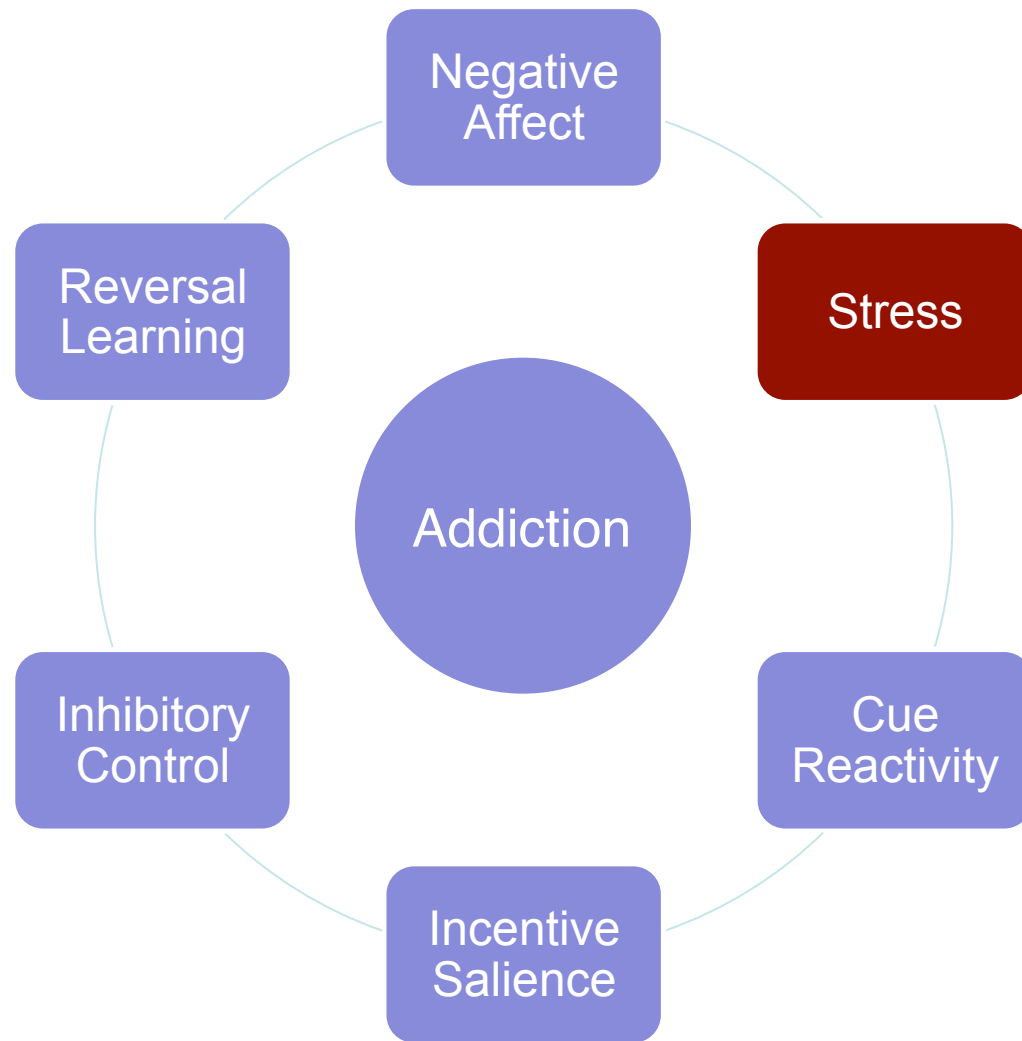 Negative
Affect
Stress
Cue
Reactivity
Incentive
Salience
Inhibitory
Control
Reversal
Learning
Addiction